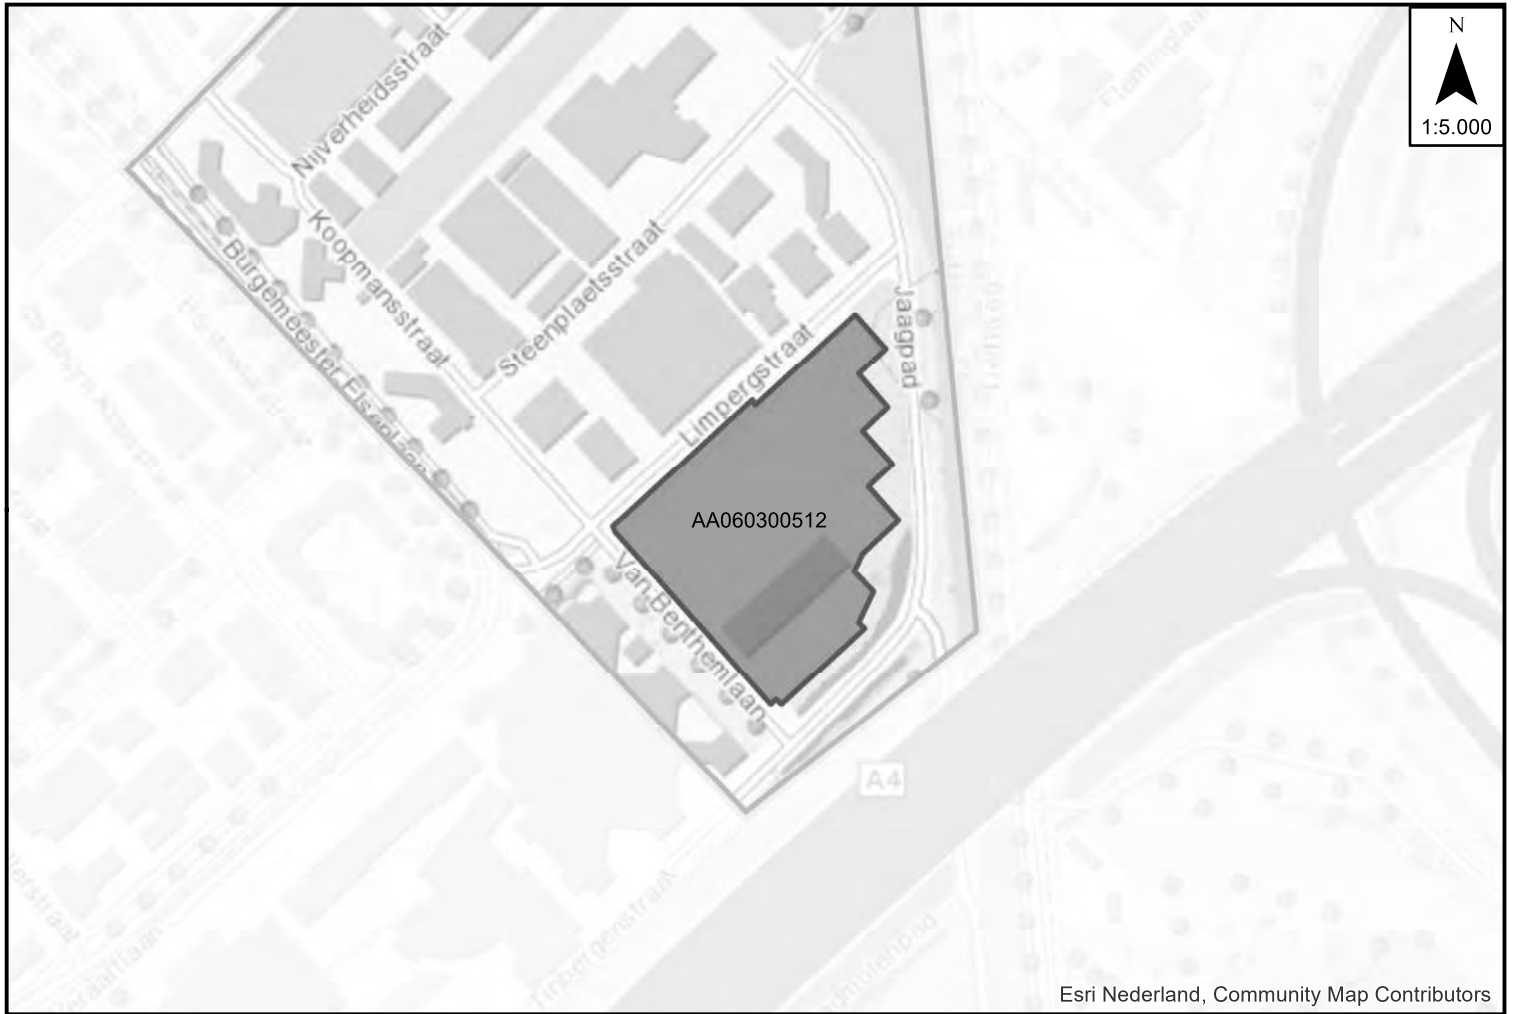 N
1:5.000
Nijverheidsstraat
Koopmansstraat
Burgemeester Elsenlaan
Steenplaetsstraat
Limpergstraat
Jaagpad
AA060300512
Van Benthemlaan
A4
Esri Nederland, Community Map Contributors